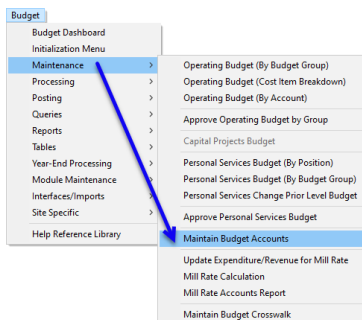 Budget
Budget Dashboard
Initialization Menu
Maintenance >
Processing >
Posting >
Queries >
Reports >
Tables >
Year-End Processing >
Module Maintenance >
Interfaces/Imports >
Site Specific >
Help Reference Library
Operating Budget (By Budget Group)
Operating Budget (Cost Item Breakdown)
Operating Budget (By Account)
Approve Operating Budget by Group
Capital Projects Budget
Personal Services Budget (By Position)
Personal Services Budget (By Budget Group)
Personal Services Change Prior Level Budget
Approve Personal Services Budget
Maintain Budget Accounts
Update Expenditure/Revenue for Mill Rate
Mill Rate Calculation
Mill Rate Accounts Report
Maintain Budget Crosswalk